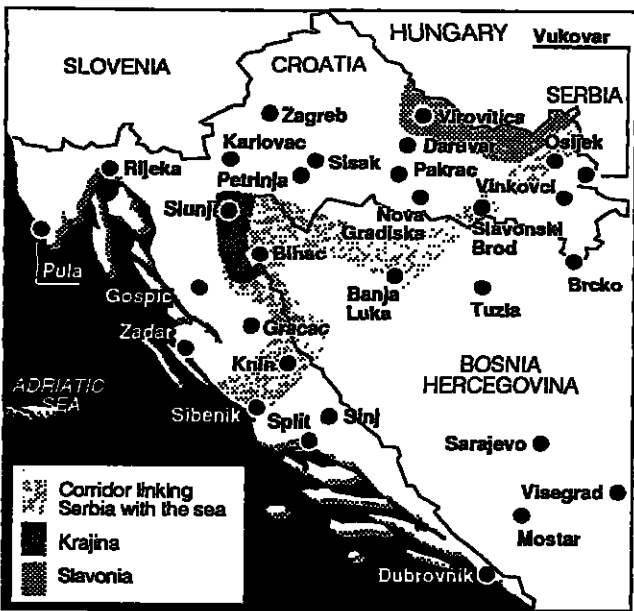 HUNGARY
Vukovar
SLOVENIA
CROATIA
SERBIA
Zagreb
Virovitica
Karlovac
Daruvar
Osijek
Rijeka
Sisak
Pakrac
Petrinja
Vinkovci
Slunj
Nova
Gradiska
Slavonski
Brod
Bihac
Pula
Banja
Luka
Brcko
Gospic
Tuzla
Zadar
Gracac
Knin
BOSNIA
HERCEGOVINA
ADRIATIC
SEA
Sibenik
Split
Sinj
Sarajevo
Corridor linking
Serbia with the sea
Visegrad
Krajina
Mostar
Slavonia
Dubrovnik